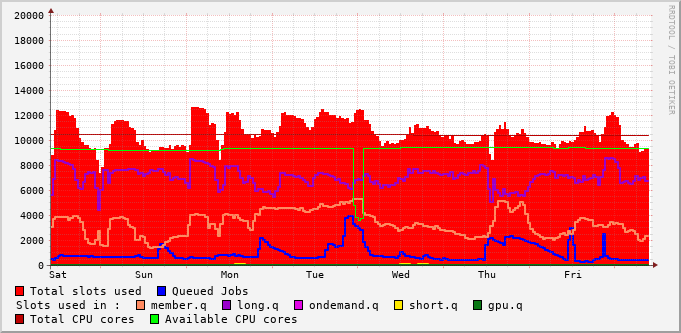 20000
18000
16000
14000
12000
10000
8000
6000
4000
2000
0
Sat Sun Mon Tue Wed Thu Fri
RRDTOOL / TOBI OETIKER
Total slots used Queued Jobs
Slots used in : member.q long.q ondemand.q short.q gpu.q
Total CPU cores Available CPU cores